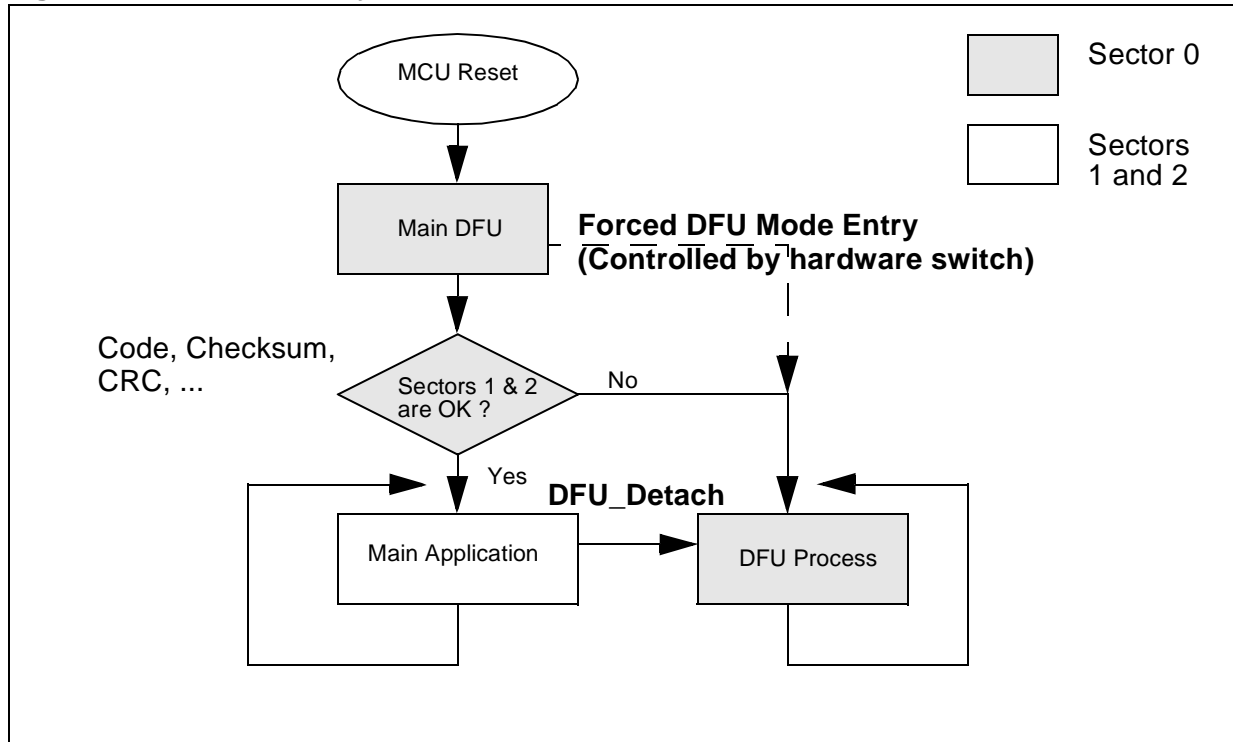 MCU Reset
Sector 0
Sectors
1 and 2
Main DFU
Forced DFU Mode Entry
(Controlled by hardware switch)
Code, Checksum,
CRC, ...
Sectors 1 & 2
are OK ?
No
Yes
DFU_Detach
Main Application
DFU Process